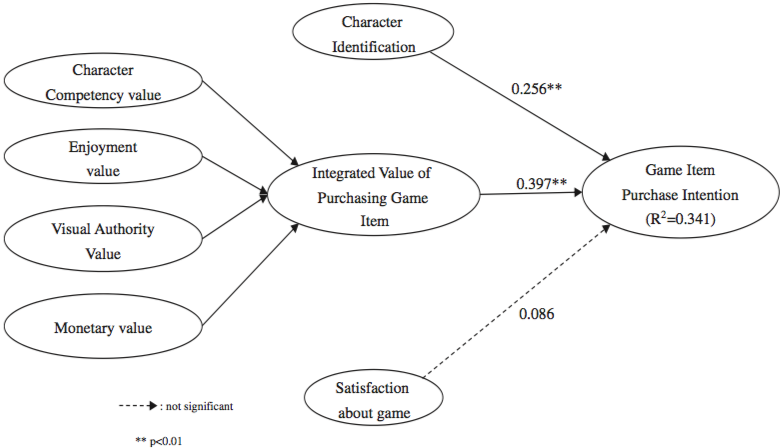 Character
Identification
Character
Competency value
0.256**
Enjoyment
value
Integrated Value of
Purchasing Game
Item
0.397**
Game Item
Purchase Intention
(R²=0.341)
Visual Authority
Value
Monetary value
0.086
Satisfaction
about game
: not significant
** p<0.01